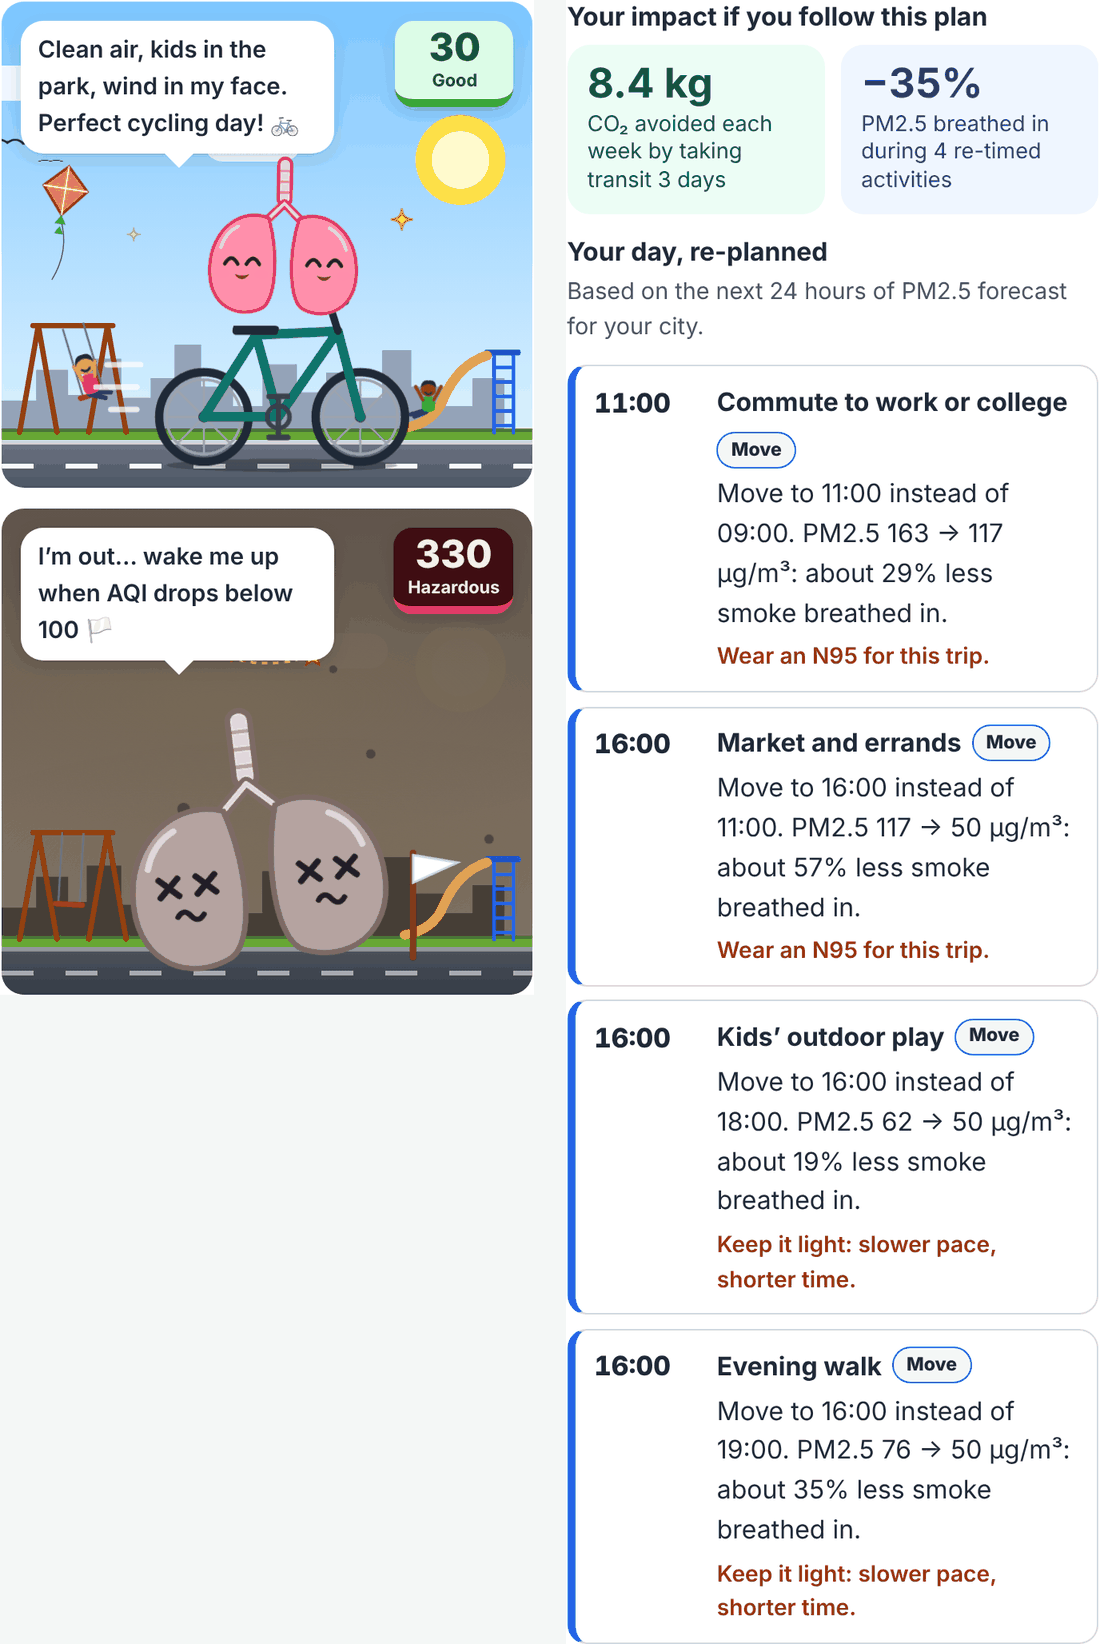 Clean air, kids in the
park, wind in my face.
Perfect cycling day! 🚲
30
Good
I’m out... wake me up
when AQI drops below
100 🏳️
330
Hazardous
Your impact if you follow this plan
8.4 kg
CO₂ avoided each
week by taking
transit 3 days
−35%
PM2.5 breathed in
during 4 re-timed
activities
Your day, re-planned
Based on the next 24 hours of PM2.5 forecast
for your city.
11:00
Commute to work or college
Move
Move to 11:00 instead of
09:00. PM2.5 163 → 117
µg/m³: about 29% less
smoke breathed in.
Wear an N95 for this trip.
16:00
Market and errands
Move
Move to 16:00 instead of
11:00. PM2.5 117 → 50 µg/m³:
about 57% less smoke
breathed in.
Wear an N95 for this trip.
16:00
Kids’ outdoor play
Move
Move to 16:00 instead of
18:00. PM2.5 62 → 50 µg/m³:
about 19% less smoke
breathed in.
Keep it light: slower pace,
shorter time.
16:00
Evening walk
Move
Move to 16:00 instead of
19:00. PM2.5 76 → 50 µg/m³:
about 35% less smoke
breathed in.
Keep it light: slower pace,
shorter time.